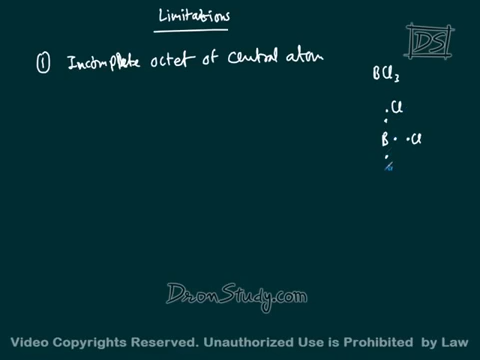 Limitations
DS
① Incomplete octet of central atom
BCl₃
. Cl
B . . Cl
DronStudy.com
Video Copyrights Reserved. Unauthorized Use is Prohibited by Law